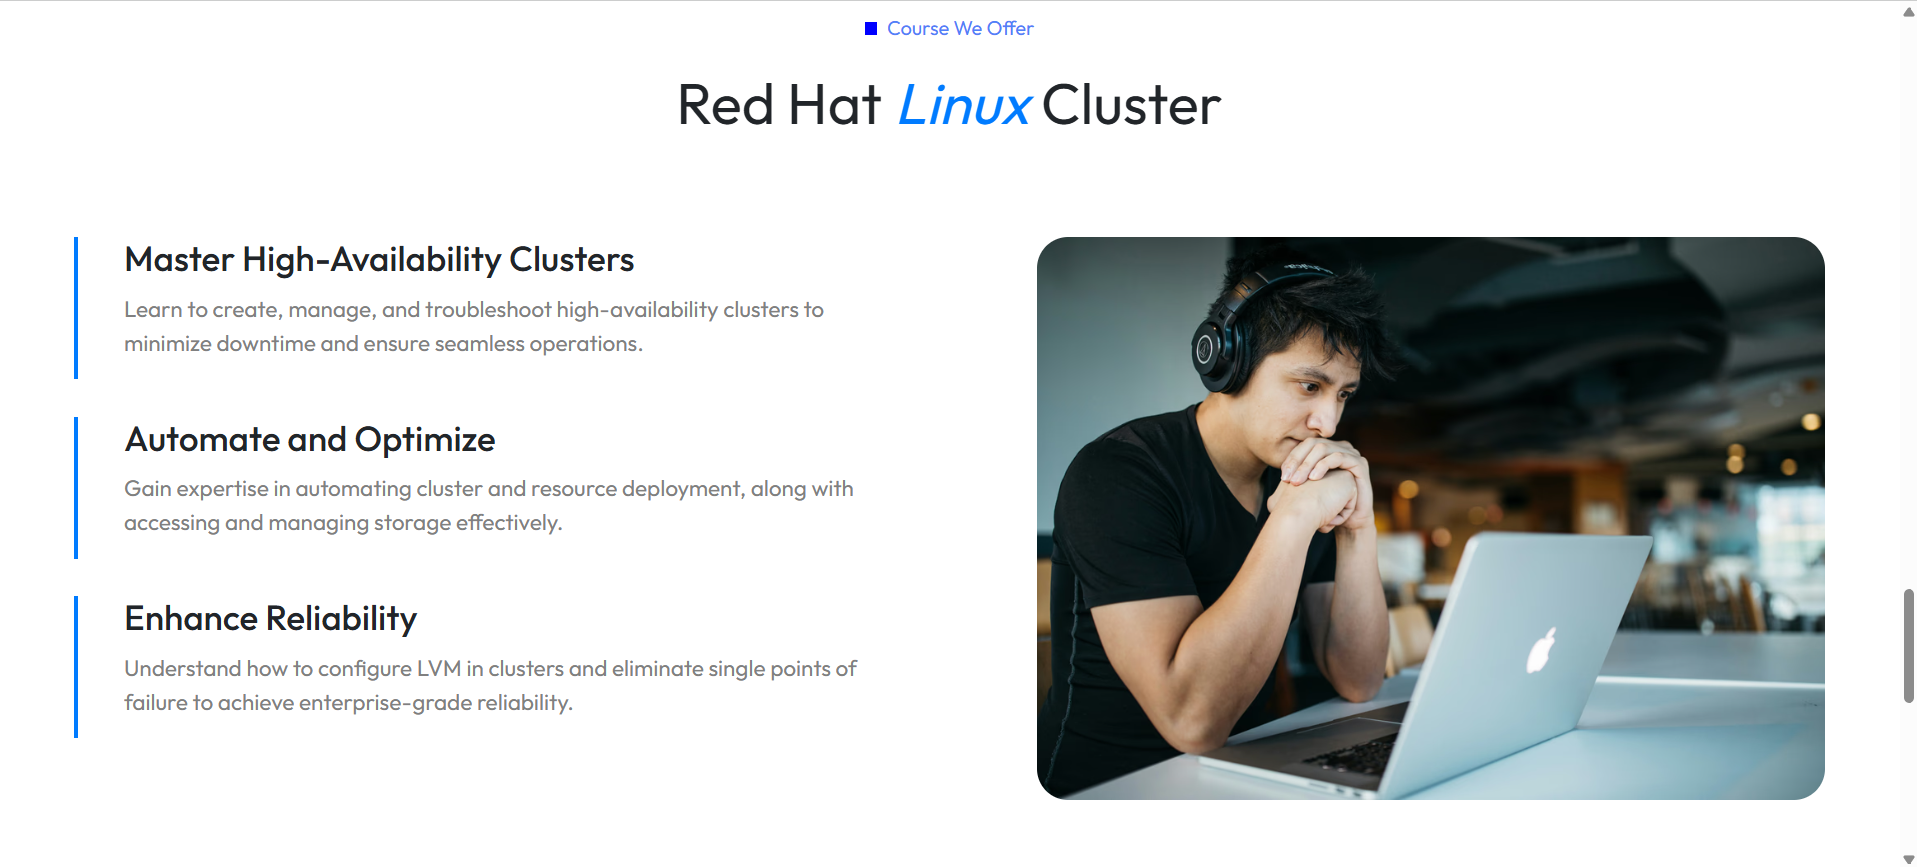 Course We Offer
Red Hat Linux Cluster
Master High-Availability Clusters
Learn to create, manage, and troubleshoot high-availability clusters to
minimize downtime and ensure seamless operations.
Automate and Optimize
Gain expertise in automating cluster and resource deployment, along with
accessing and managing storage effectively.
Enhance Reliability
Understand how to configure LVM in clusters and eliminate single points of
failure to achieve enterprise-grade reliability.